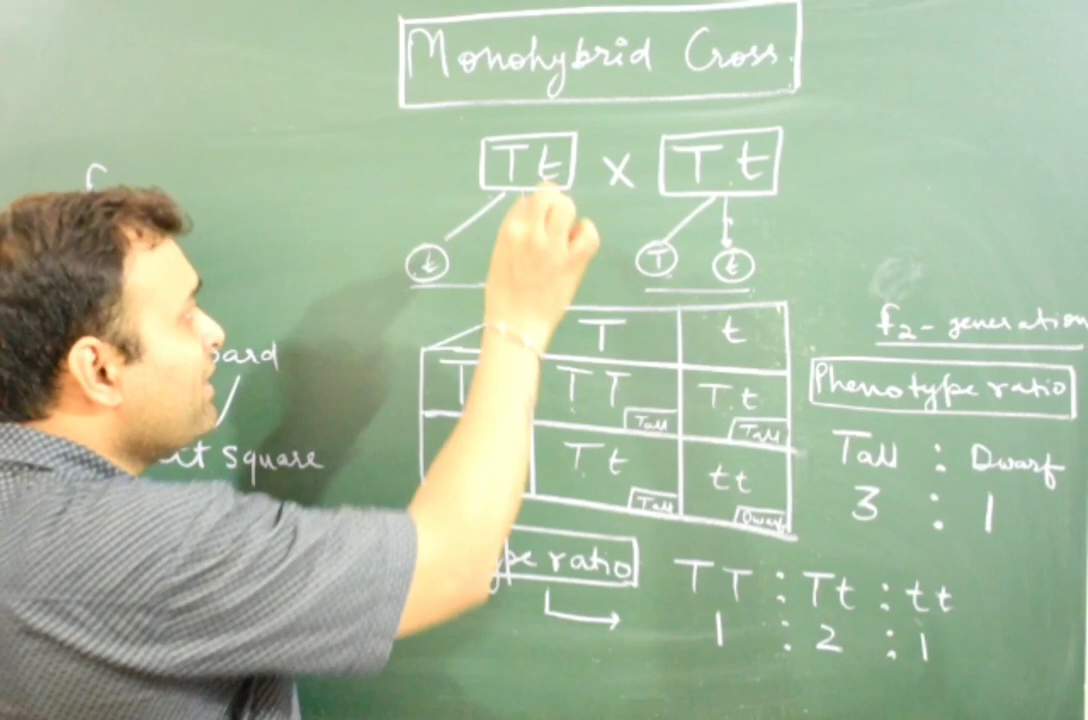 Monohybrid Cross.
Tt x Tt
t T t
T t
f2-generation
T TT Tall Tt Tall
Phenotype ratio
Tt Tall tt Dwarf
Tall : Dwarf
3 : 1
square
ratio
TT : Tt : tt
1 : 2 : 1